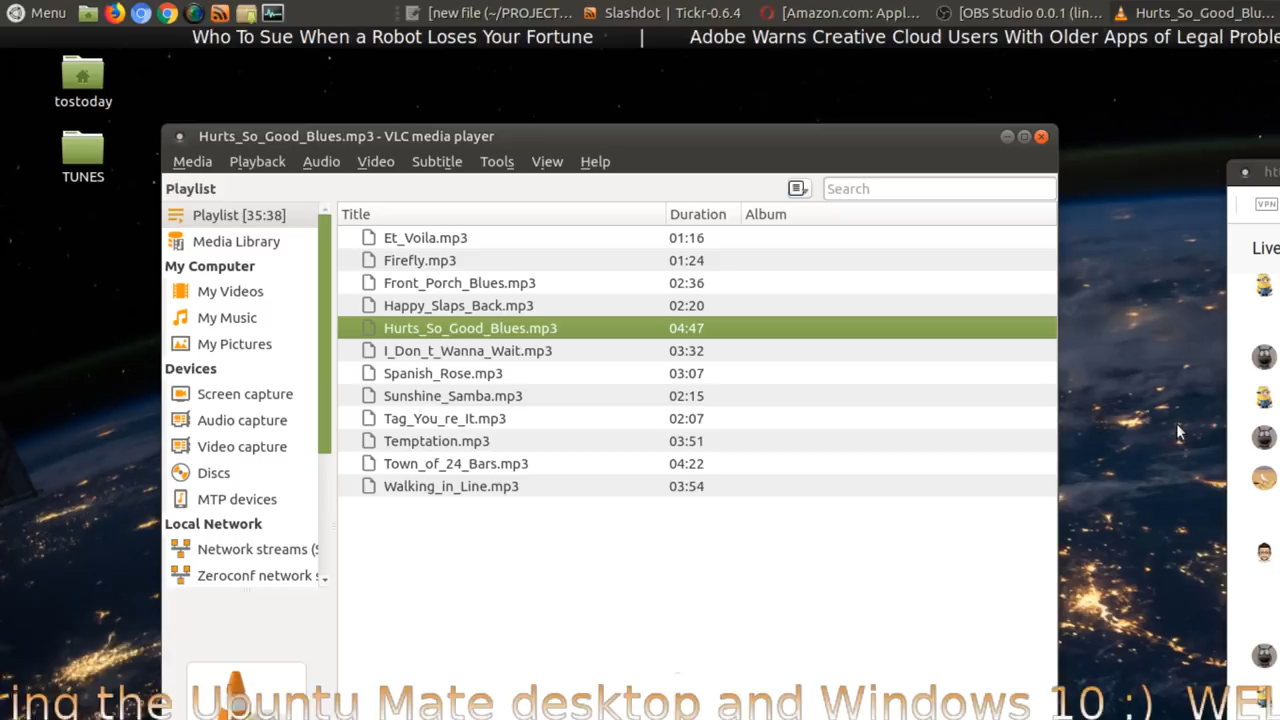 Menu
[new file (~/PROJECT...
Slashdot | Tickr-0.6.4
[Amazon.com: Appl...
[OBS Studio 0.0.1 (lin...
Hurts_So_Good_Blu...
Who To Sue When a Robot Loses Your Fortune | Adobe Warns Creative Cloud Users With Older Apps of Legal Proble
tostoday
TUNES
Hurts_So_Good_Blues.mp3 - VLC media player
Media Playback Audio Video Subtitle Tools View Help
Playlist
Search
Playlist [35:38]
Media Library
My Computer
My Videos
My Music
My Pictures
Devices
Screen capture
Audio capture
Video capture
Discs
MTP devices
Local Network
Network streams (S
Zeroconf network s
Title Duration Album
Et_Voila.mp3 01:16
Firefly.mp3 01:24
Front_Porch_Blues.mp3 02:36
Happy_Slaps_Back.mp3 02:20
Hurts_So_Good_Blues.mp3 04:47
I_Don_t_Wanna_Wait.mp3 03:32
Spanish_Rose.mp3 03:07
Sunshine_Samba.mp3 02:15
Tag_You_re_It.mp3 02:07
Temptation.mp3 03:51
Town_of_24_Bars.mp3 04:22
Walking_in_Line.mp3 03:54
ht
VPN
Live
ring the Ubuntu Mate desktop and Windows 10 :) WE